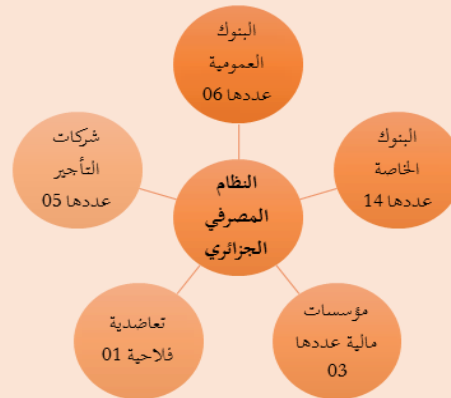 البنوك
العمومية
عددها 06
البنوك
الخاصة
عددها 14
مؤسسات
مالية عددها
03
تعاضدية
فلاحية 01
شركات
التأجير
عددها 05
النظام
المصرفي
الجزائري